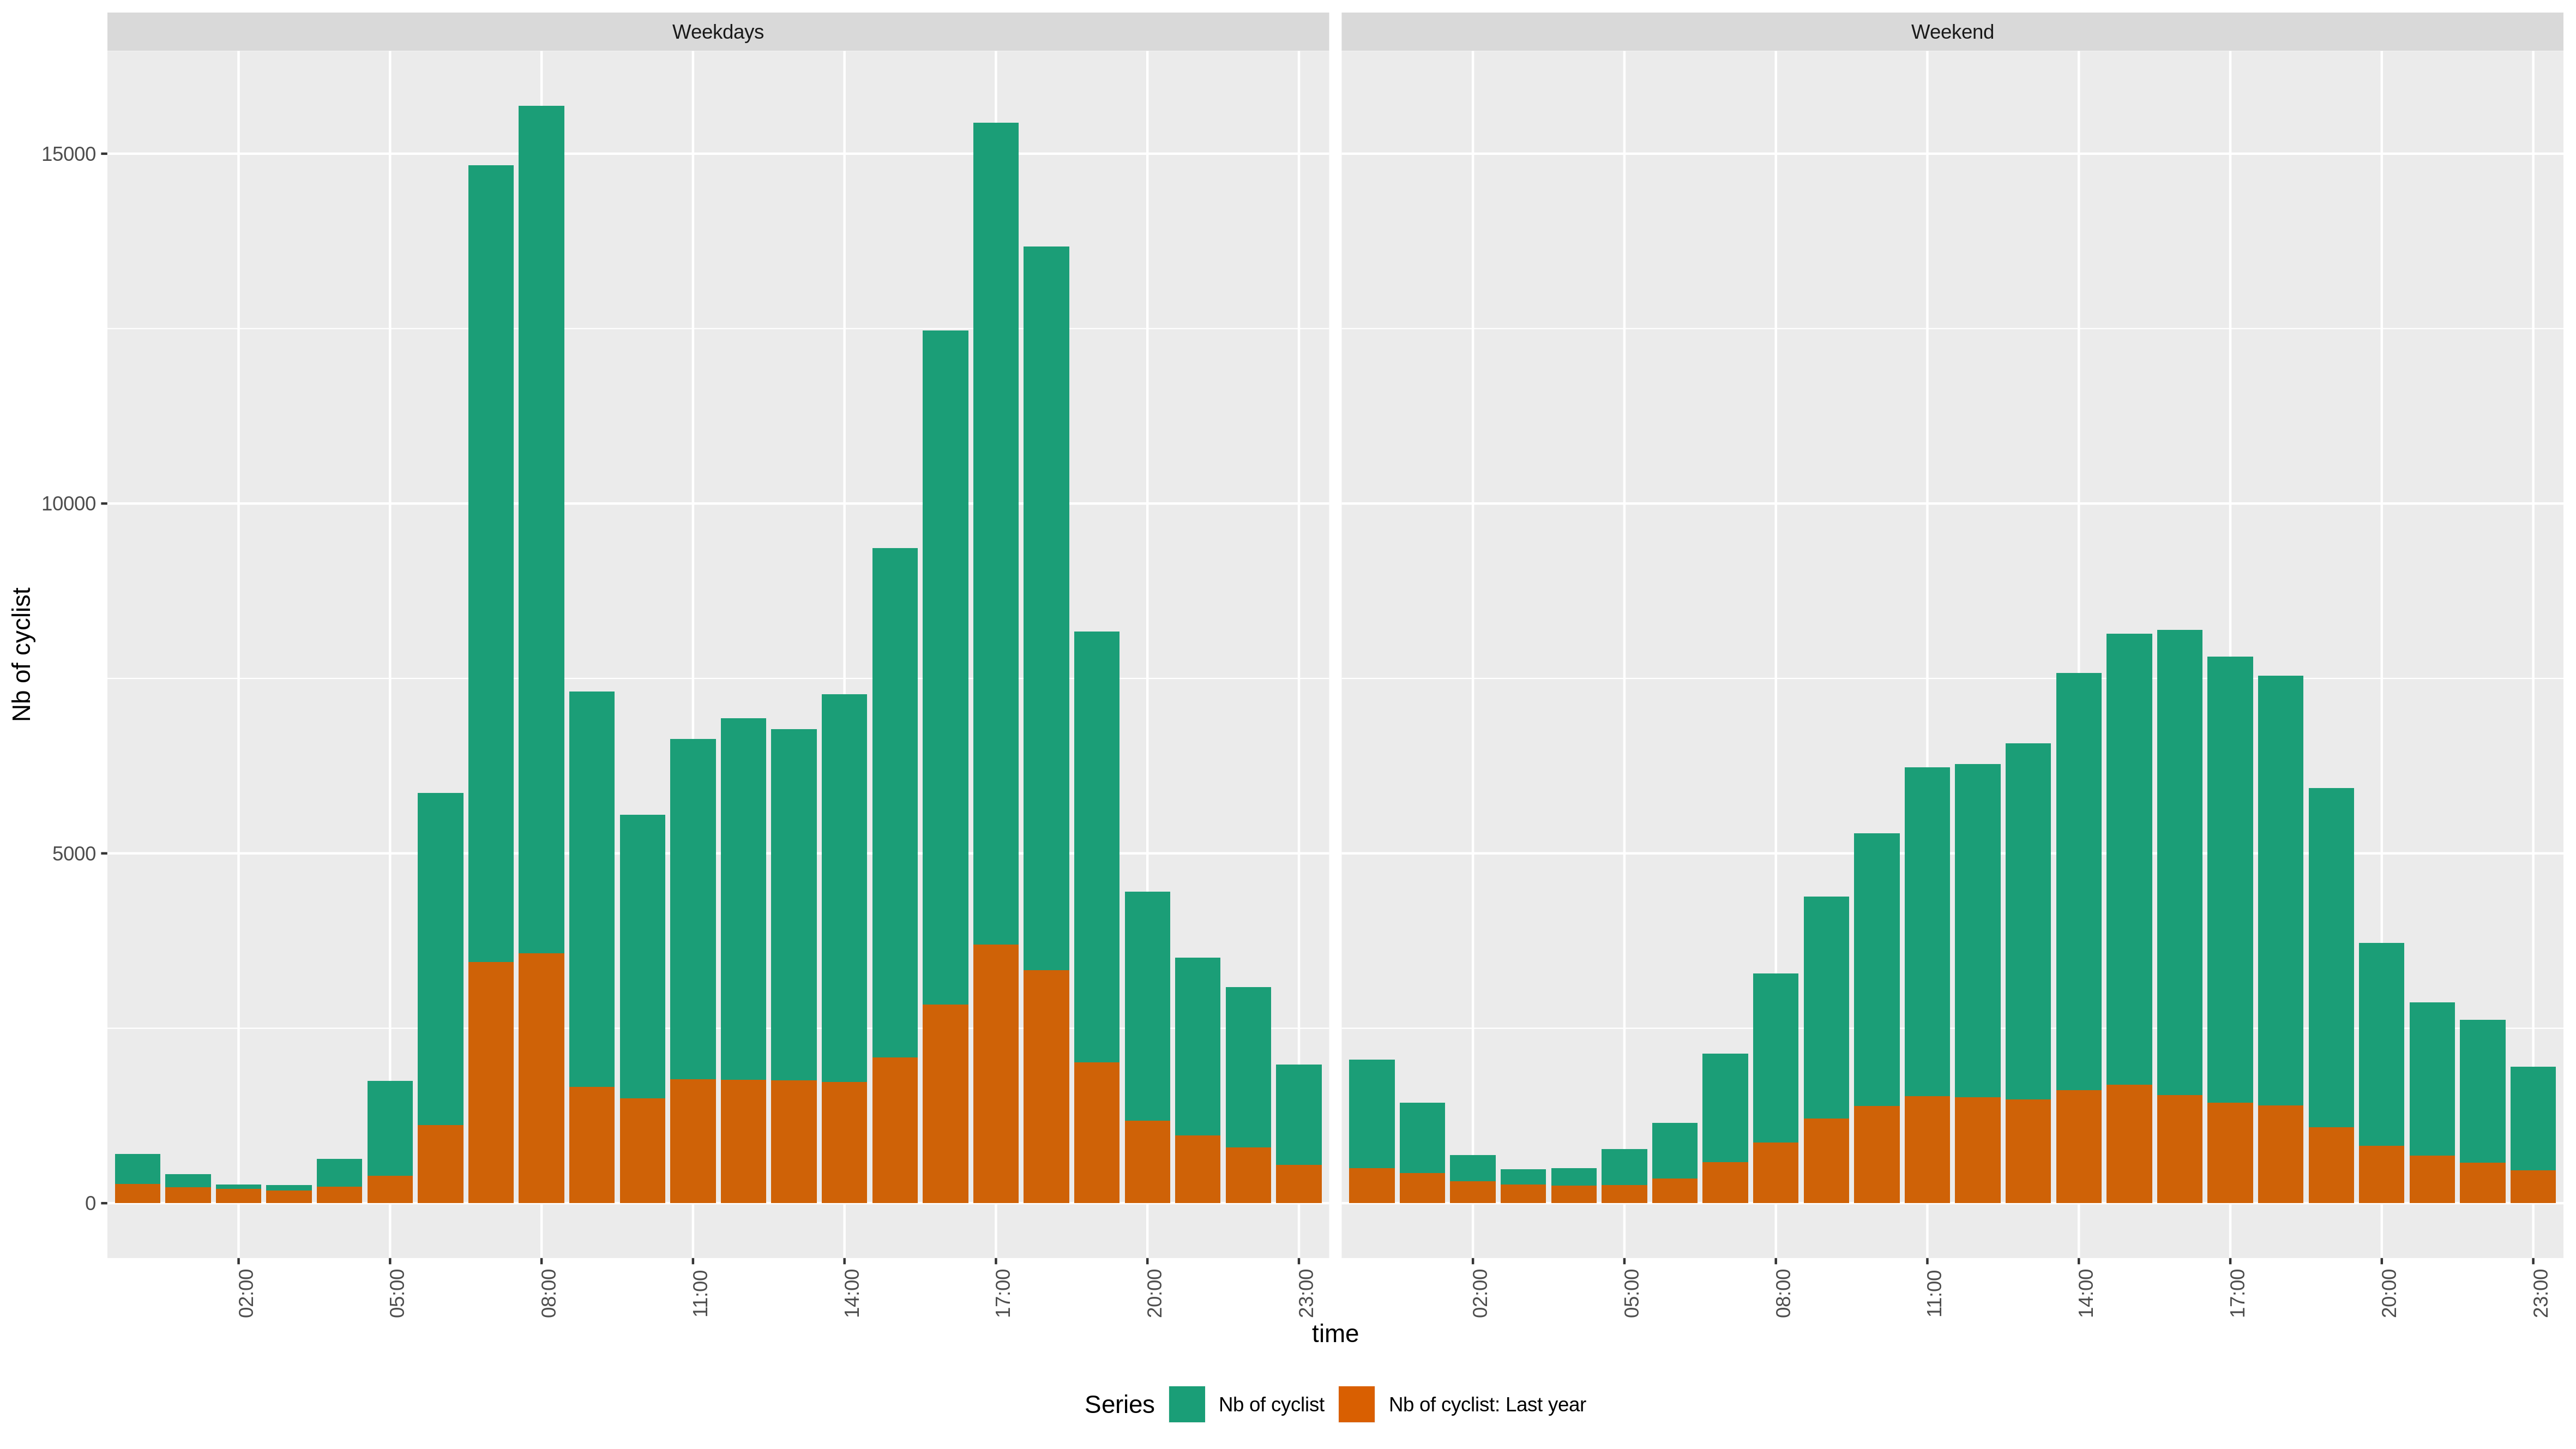 Weekdays Weekend
Nb of cyclist
15000
10000
5000
0
02:00 05:00 08:00 11:00 14:00 17:00 20:00 23:00 02:00 05:00 08:00 11:00 14:00 17:00 20:00 23:00
time
Series Nb of cyclist Nb of cyclist: Last year